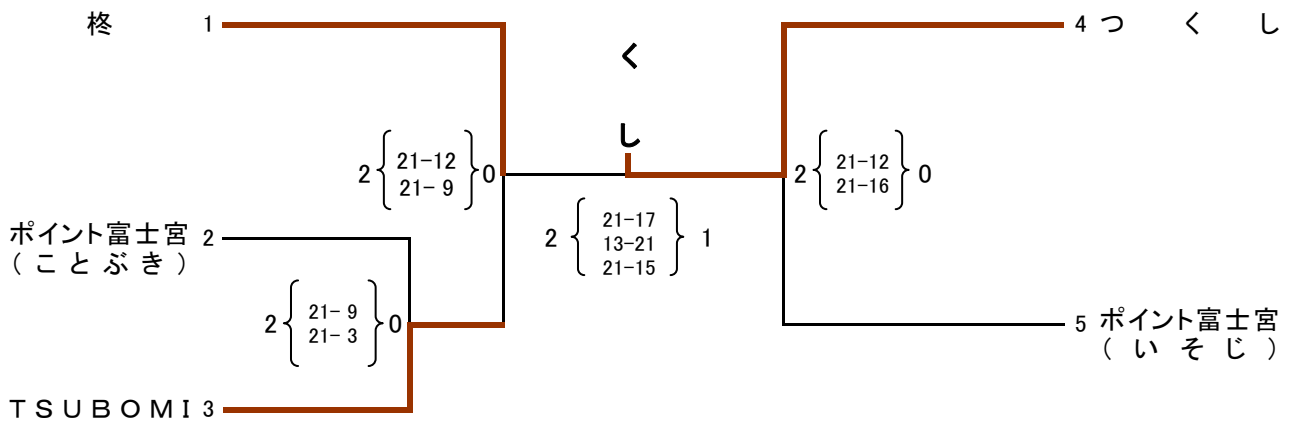 柊 1
4 つくし
く
し
2 21-12 0
21- 9
2 21-12 0
21-16
ポイント富士宮 2
(ことぶき)
2 21-17 1
13-21
21-15
2 21- 9 0
21- 3
5 ポイント富士宮
(いそじ)
TSUBOMI 3